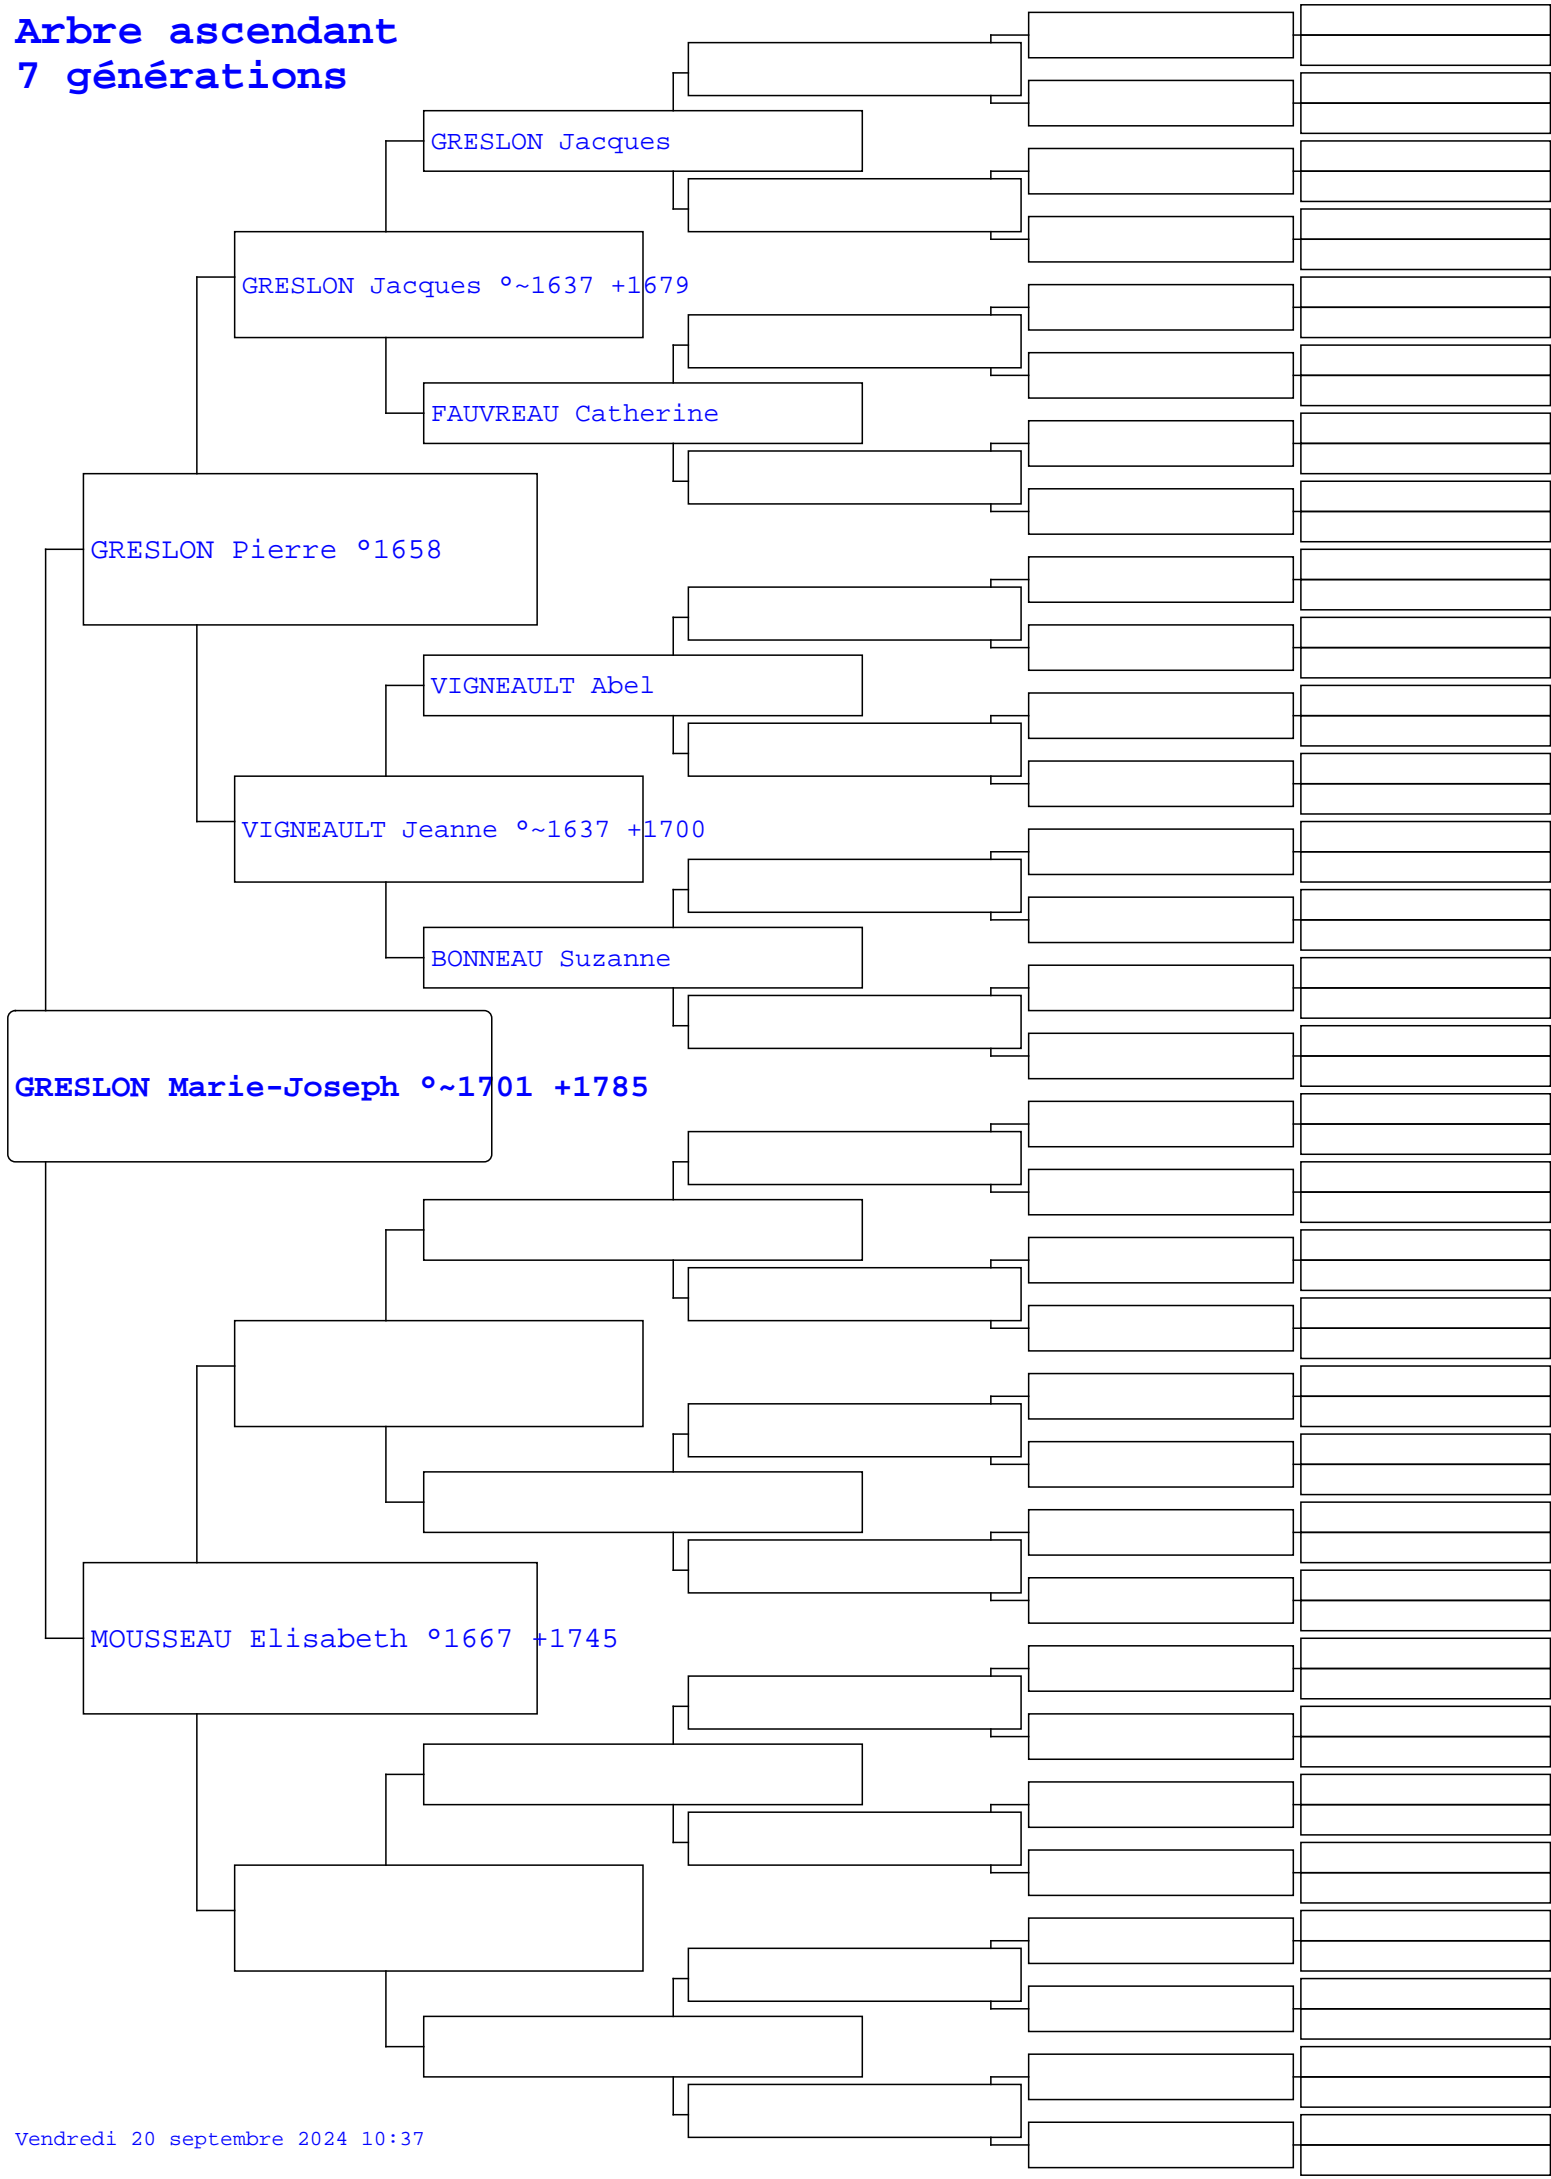 Arbre ascendant
7 générations
GRESLON Jacques
GRESLON Jacques °~1637 +1679
FAUVREAU Catherine
GRESLON Pierre °1658
VIGNEAULT Abel
VIGNEAULT Jeanne °~1637 +1700
BONNEAU Suzanne
GRESLON Marie-Joseph °~1701 +1785
MOUSSEAU Elisabeth °1667 +1745
Vendredi 20 septembre 2024 10:37